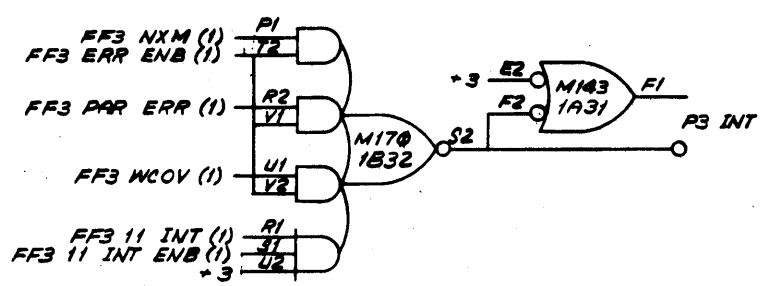 FF3 NXM (1) P1
FF3 ERR ENB (1) T2
FF3 PAR ERR (1) R2
V1
FF3 WCOV (1) U1
V2
FF3 11 INT (1) R1
FF3 11 INT ENB (1) S1
+3 U2
M170
1B32
S2
+3 E2
F2
M143
1A31
F1
P3 INT